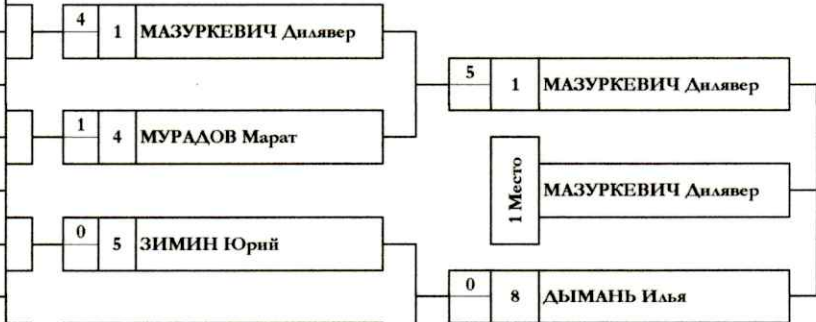 4
1 МАЗУРКЕВИЧ Дилявер
5
1 МАЗУРКЕВИЧ Дилявер
1
4 МУРАДОВ Марат
1 Место
МАЗУРКЕВИЧ Дилявер
0
5 ЗИМИН Юрий
0
8 ДЫМАНЬ Илья